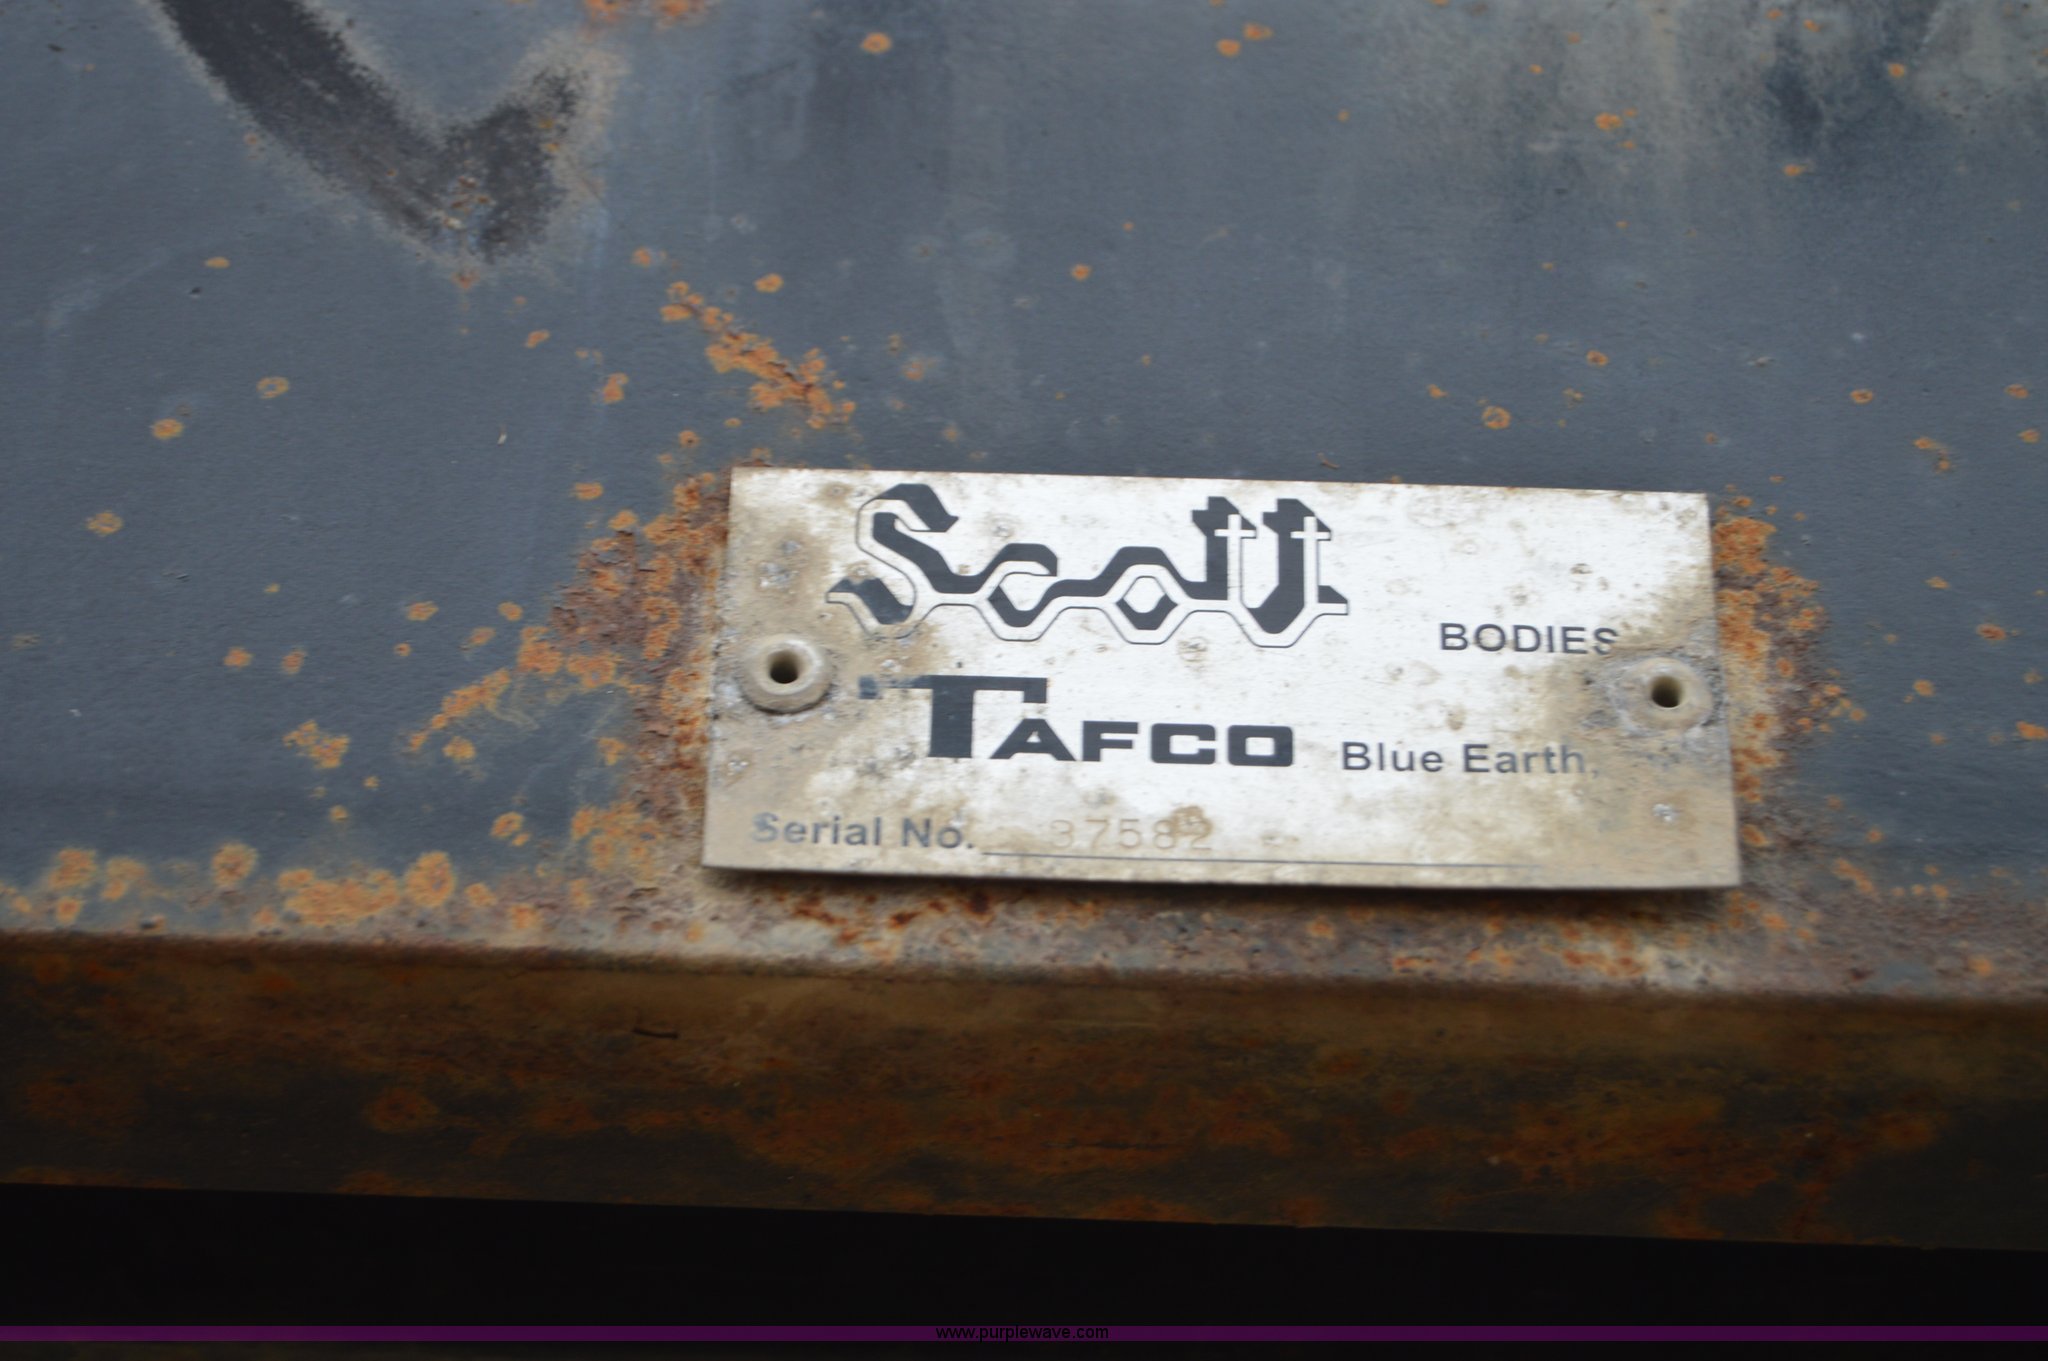 Scott BODIES
TAFCO Blue Earth,
Serial No. 37582
www.purplewave.com